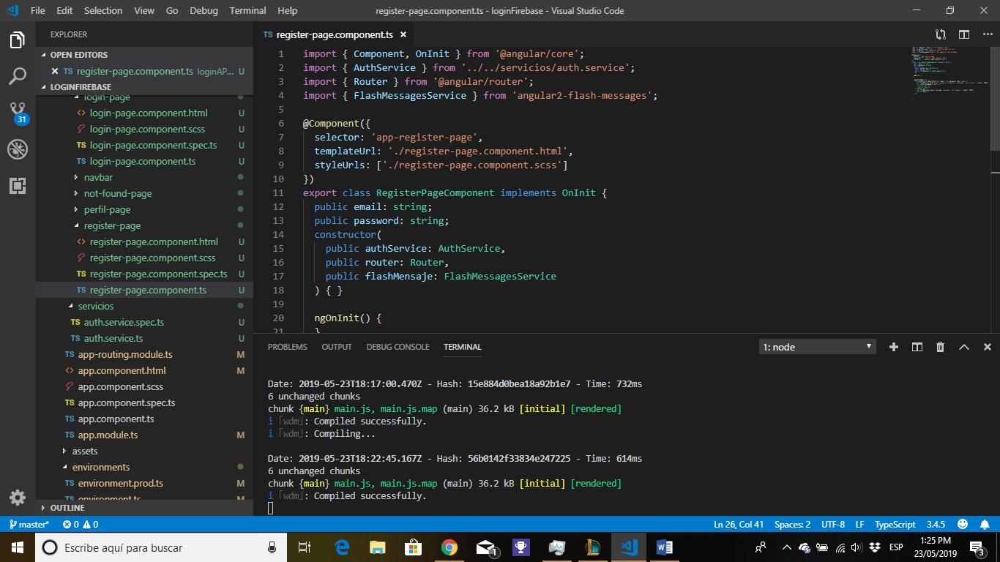 File Edit Selection View Go Debug Terminal Help
register-page.component.ts - loginFirebase - Visual Studio Code
EXPLORER
OPEN EDITORS
TS register-page.component.ts loginAP... U
LOGINFIREBASE
login-page
login-page.component.html U
login-page.component.scss U
TS login-page.component.spec.ts U
TS login-page.component.ts U
navbar
not-found-page
perfil-page
register-page
register-page.component.html U
register-page.component.scss U
TS register-page.component.spec.ts U
TS register-page.component.ts U
servicios
TS auth.service.spec.ts U
TS auth.service.ts U
TS app-routing.module.ts M
app.component.html M
app.component.scss
TS app.component.spec.ts
TS app.component.ts
TS app.module.ts M
assets
environments
TS environment.prod.ts M
TS environment.ts M
OUTLINE
31
TS register-page.component.ts
1 import { Component, OnInit } from '@angular/core';
2 import { AuthService } from '../../servicios/auth.service';
3 import { Router } from '@angular/router';
4 import { FlashMessagesService } from 'angular2-flash-messages';
5
6 @Component({
7 selector: 'app-register-page',
8 templateUrl: './register-page.component.html',
9 styleUrls: ['./register-page.component.scss']
10 })
11 export class RegisterPageComponent implements OnInit {
12 public email: string;
13 public password: string;
14 constructor(
15 public authService: AuthService,
16 public router: Router,
17 public flashMensaje: FlashMessagesService
18 ) { }
19
20 ngOnInit() {
21 }
PROBLEMS OUTPUT DEBUG CONSOLE TERMINAL
1: node
Date: 2019-05-23T18:17:00.470Z - Hash: 15e884d0bea18a92b1e7 - Time: 732ms
6 unchanged chunks
chunk {main} main.js, main.js.map (main) 36.2 kB [initial] [rendered]
i ｢wdm｣: Compiled successfully.
i ｢wdm｣: Compiling...
Date: 2019-05-23T18:22:45.167Z - Hash: 56b0142f33834e247225 - Time: 614ms
6 unchanged chunks
chunk {main} main.js, main.js.map (main) 36.2 kB [initial] [rendered]
i ｢wdm｣: Compiled successfully.
master* 0 0 Ln 26, Col 41 Spaces: 2 UTF-8 LF TypeScript 3.4.5
Escribe aquí para buscar
1
ESP
1:25 PM
23/05/2019
3